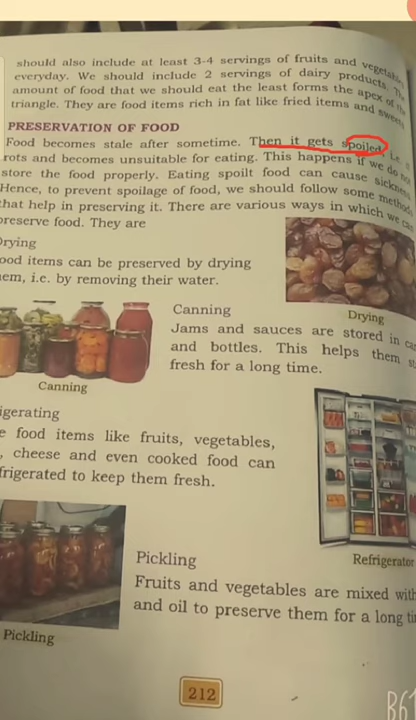 should also include at least 3-4 servings of fruits and vegetables
everyday. We should include 2 servings of dairy products. The
amount of food that we should eat the least forms the apex of the
triangle. They are food items rich in fat like fried items and sweets
PRESERVATION OF FOOD
Food becomes stale after sometime. Then it gets spoiled, i.e.
rots and becomes unsuitable for eating. This happens if we do not
store the food properly. Eating spoilt food can cause sickness
Hence, to prevent spoilage of food, we should follow some methods
that help in preserving it. There are various ways in which we can
preserve food. They are
Drying
ood items can be preserved by drying
em, i.e. by removing their water.
Drying
Canning
Jams and sauces are stored in ca
and bottles. This helps them s
fresh for a long time.
Canning
igerating
e food items like fruits, vegetables,
, cheese and even cooked food can
frigerated to keep them fresh.
Refrigerator
Pickling
Fruits and vegetables are mixed with
and oil to preserve them for a long ti
Pickling
212
B61